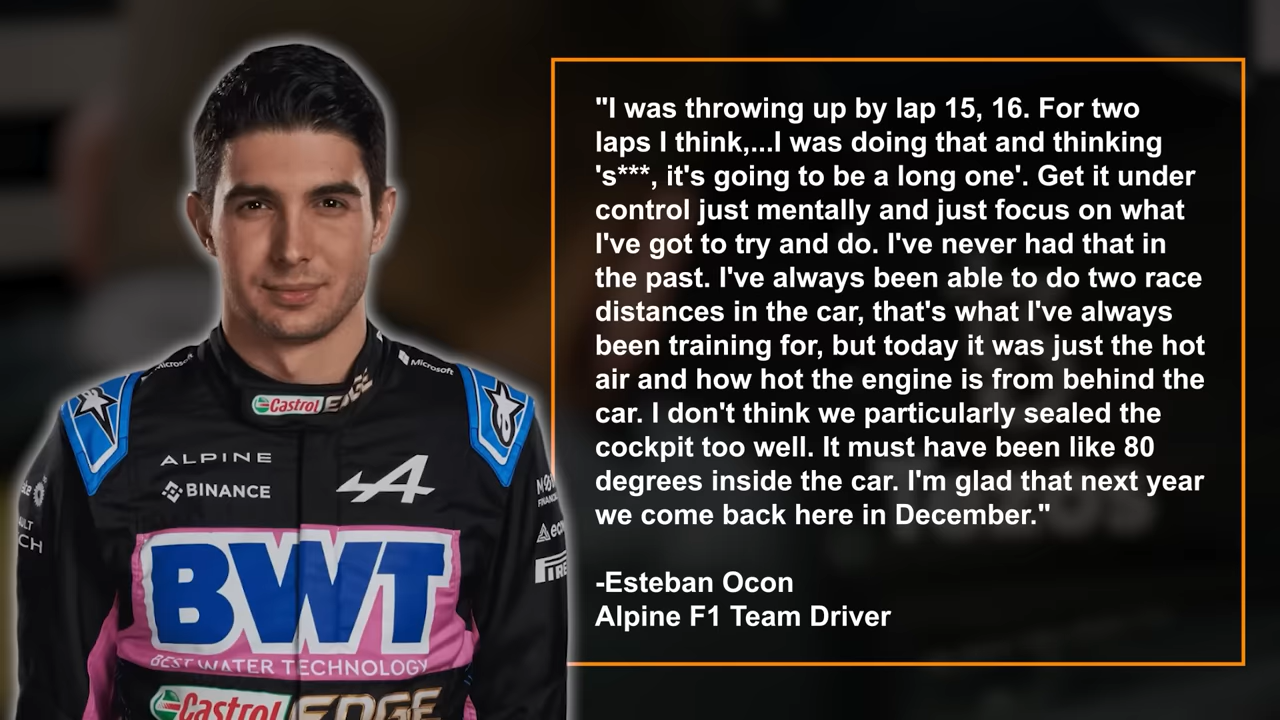 "I was throwing up by lap 15, 16. For two
laps I think,...I was doing that and thinking
's***, it's going to be a long one'. Get it under
control just mentally and just focus on what
I've got to try and do. I've never had that in
the past. I've always been able to do two race
distances in the car, that's what I've always
been training for, but today it was just the hot
air and how hot the engine is from behind the
car. I don't think we particularly sealed the
cockpit too well. It must have been like 80
degrees inside the car. I'm glad that next year
we come back here in December."
-Esteban Ocon
Alpine F1 Team Driver
Microsoft
Microsoft
Castrol EDGE
ALPINE
BINANCE
BWT
BEST WATER TECHNOLOGY
Castrol EDGE